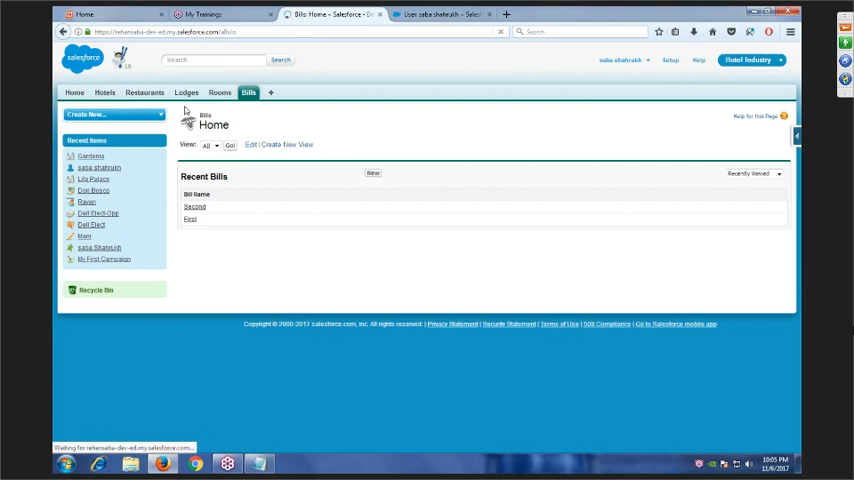 Home
My Trainings
Bills: Home ~ Salesforce - De
User: saba shahrukh ~ Salesf
https://rehansaba-dev-ed.my.salesforce.com/a0s/o
Search
salesforce
18
Search...
Search
saba shahrukh
Setup
Help
Hotel Industry
Home
Hotels
Restaurants
Lodges
Rooms
Bills
+
Create New...
Bills
Home
Help for this Page
View:
All
Go!
Edit | Create New View
Recent Items
Gardenia
saba shahrukh
Lila Palace
Don Bosco
Ravan
Dell Elect-Opp
Dell Elect
Mani
saba Shahrukh
My First Campaign
Recycle Bin
Recent Bills
New
Recently Viewed
Bill Name
Second
First
Copyright © 2000-2017 salesforce.com, inc. All rights reserved. | Privacy Statement | Security Statement | Terms of Use | 508 Compliance | Go to Salesforce mobile app
Waiting for rehansaba-dev-ed.my.salesforce.com...
10:05 PM
11/6/2017